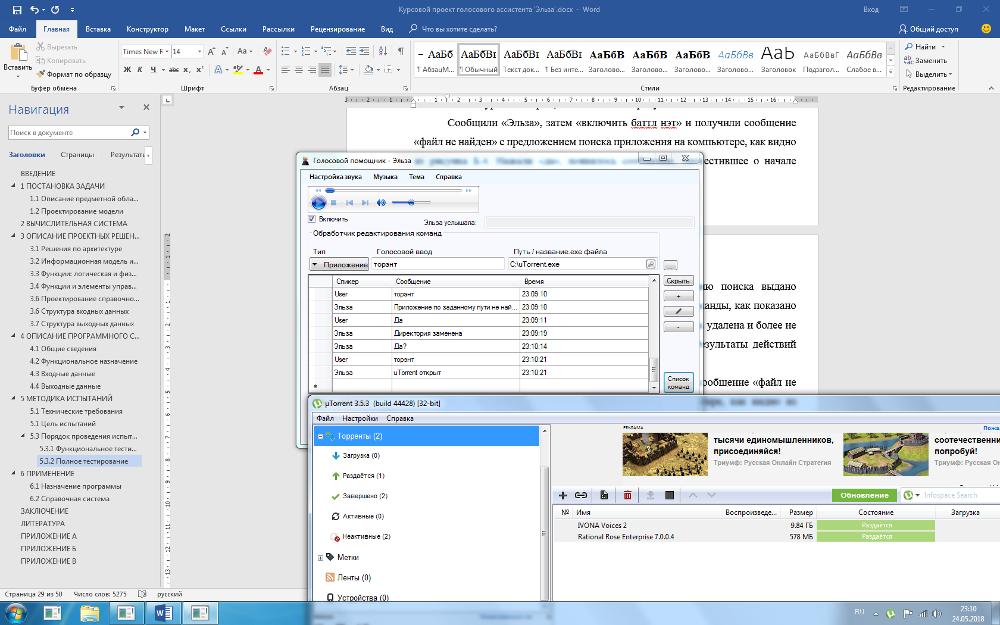 Курсовой проект голосового ассистента 'Эльза'.docx - Word
Вход
Файл
Главная
Вставка
Конструктор
Макет
Ссылки
Рассылки
Рецензирование
Вид
Что вы хотите сделать?
Общий доступ
Вставить
Вырезать
Копировать
Формат по образцу
Буфер обмена
Times New R
14
Шрифт
Абзац
АаБб
¶ АбзацМ...
АаБбВв
¶ Обычный
АаБбВв
Текст док...
АаБбВв
¶ Без инте...
АаБбВ
Заголово...
АаБбВ
Заголово...
АаБбВ
Заголово...
АаБбВв
Заголово...
Ааb
Заголовок
АаБбВвГ
Подзагол...
АаБбВв
Слабое в...
Стили
Найти
Заменить
Выделить
Редактирование
Навигация
Поиск в документе
Заголовки
Страницы
Результать
ВВЕДЕНИЕ
1 ПОСТАНОВКА ЗАДАЧИ
1.1 Описание предметной обла...
1.2 Проектирование модели
2 ВЫЧИСЛИТЕЛЬНАЯ СИСТЕМА
3 ОПИСАНИЕ ПРОЕКТНЫХ РЕШЕН...
3.1 Решения по архитектуре
3.2 Информационная модель и...
3.3 Функции: логическая и физ...
3.4 Функции и элементы управ...
3.6 Проектирование справочно...
3.6 Структура входных данных
3.7 Структура выходных данных
4 ОПИСАНИЕ ПРОГРАММНОГО С...
4.1 Общие сведения
4.2 Функциональное назначение
4.3 Входные данные
4.4 Выходные данные
5 МЕТОДИКА ИСПЫТАНИЙ
5.1 Технические требования
5.1 Цель испытаний
5.3 Порядок проведения испыт...
5.3.1 Функциональное тести...
5.3.2 Полное тестирование
6 ПРИМЕНЕНИЕ
6.1 Назначение программы
6.2 Справочная система
ЗАКЛЮЧЕНИЕ
ЛИТЕРАТУРА
ПРИЛОЖЕНИЕ А
ПРИЛОЖЕНИЕ Б
ПРИЛОЖЕНИЕ В
Сообщили «Эльза», затем «включить баттл нэт» и получили сообщение
«файл не найден» с предложением поиска приложения на компьютере, как видно
из рисунка Б.4. Нажали «да», появилось сообщение, известившее о начале
ию поиска выдано
анды, как показано
удалена и более не
езультаты действий
ообщение «файл не
Голосовой помощник - Эльза
Настройка звука
Музыка
Тема
Справка
Включить
Эльза услышала:
Обработчик редактирования команд
Тип
Голосовой ввод
Путь / название.exe файла
Приложение
торэнт
C:\uTorrent.exe
...
Спикер
Сообщение
Время
User
торэнт
23:09:10
Эльза
Приложение по заданному пути не най...
23:09:10
User
Да
23:09:11
Эльза
Директория заменена
23:09:19
Эльза
Да?
23:10:14
User
торэнт
23:10:21
Эльза
uTorrent открыт
23:10:21
Скрыть
+
-
Список
команд
µTorrent 3.5.3 (build 44428) [32-bit]
Файл
Настройки
Справка
Торренты (2)
Загрузка (0)
Раздаётся (1)
Завершено (2)
Активные (0)
Неактивные (2)
Метки
Ленты (0)
Устройства (0)
РЕКЛАМА
Пожа
тысячи единомышленников,
присоединяйся!
Триумф: Русская Онлайн Стратегия
соотечественни
попробуй!
Триумф: Русская Он
Обновление
Infospace Search
№
Имя
Воспроизведе...
Размер
Состояние
Загрузка
IVONA Voices 2
9.84 ГБ
Раздаётся
Rational Rose Enterprise 7.0.0.4
578 МБ
Раздаётся
Страница 29 из 50
Число слов: 5275
русский
RU
23:10
24.05.2018